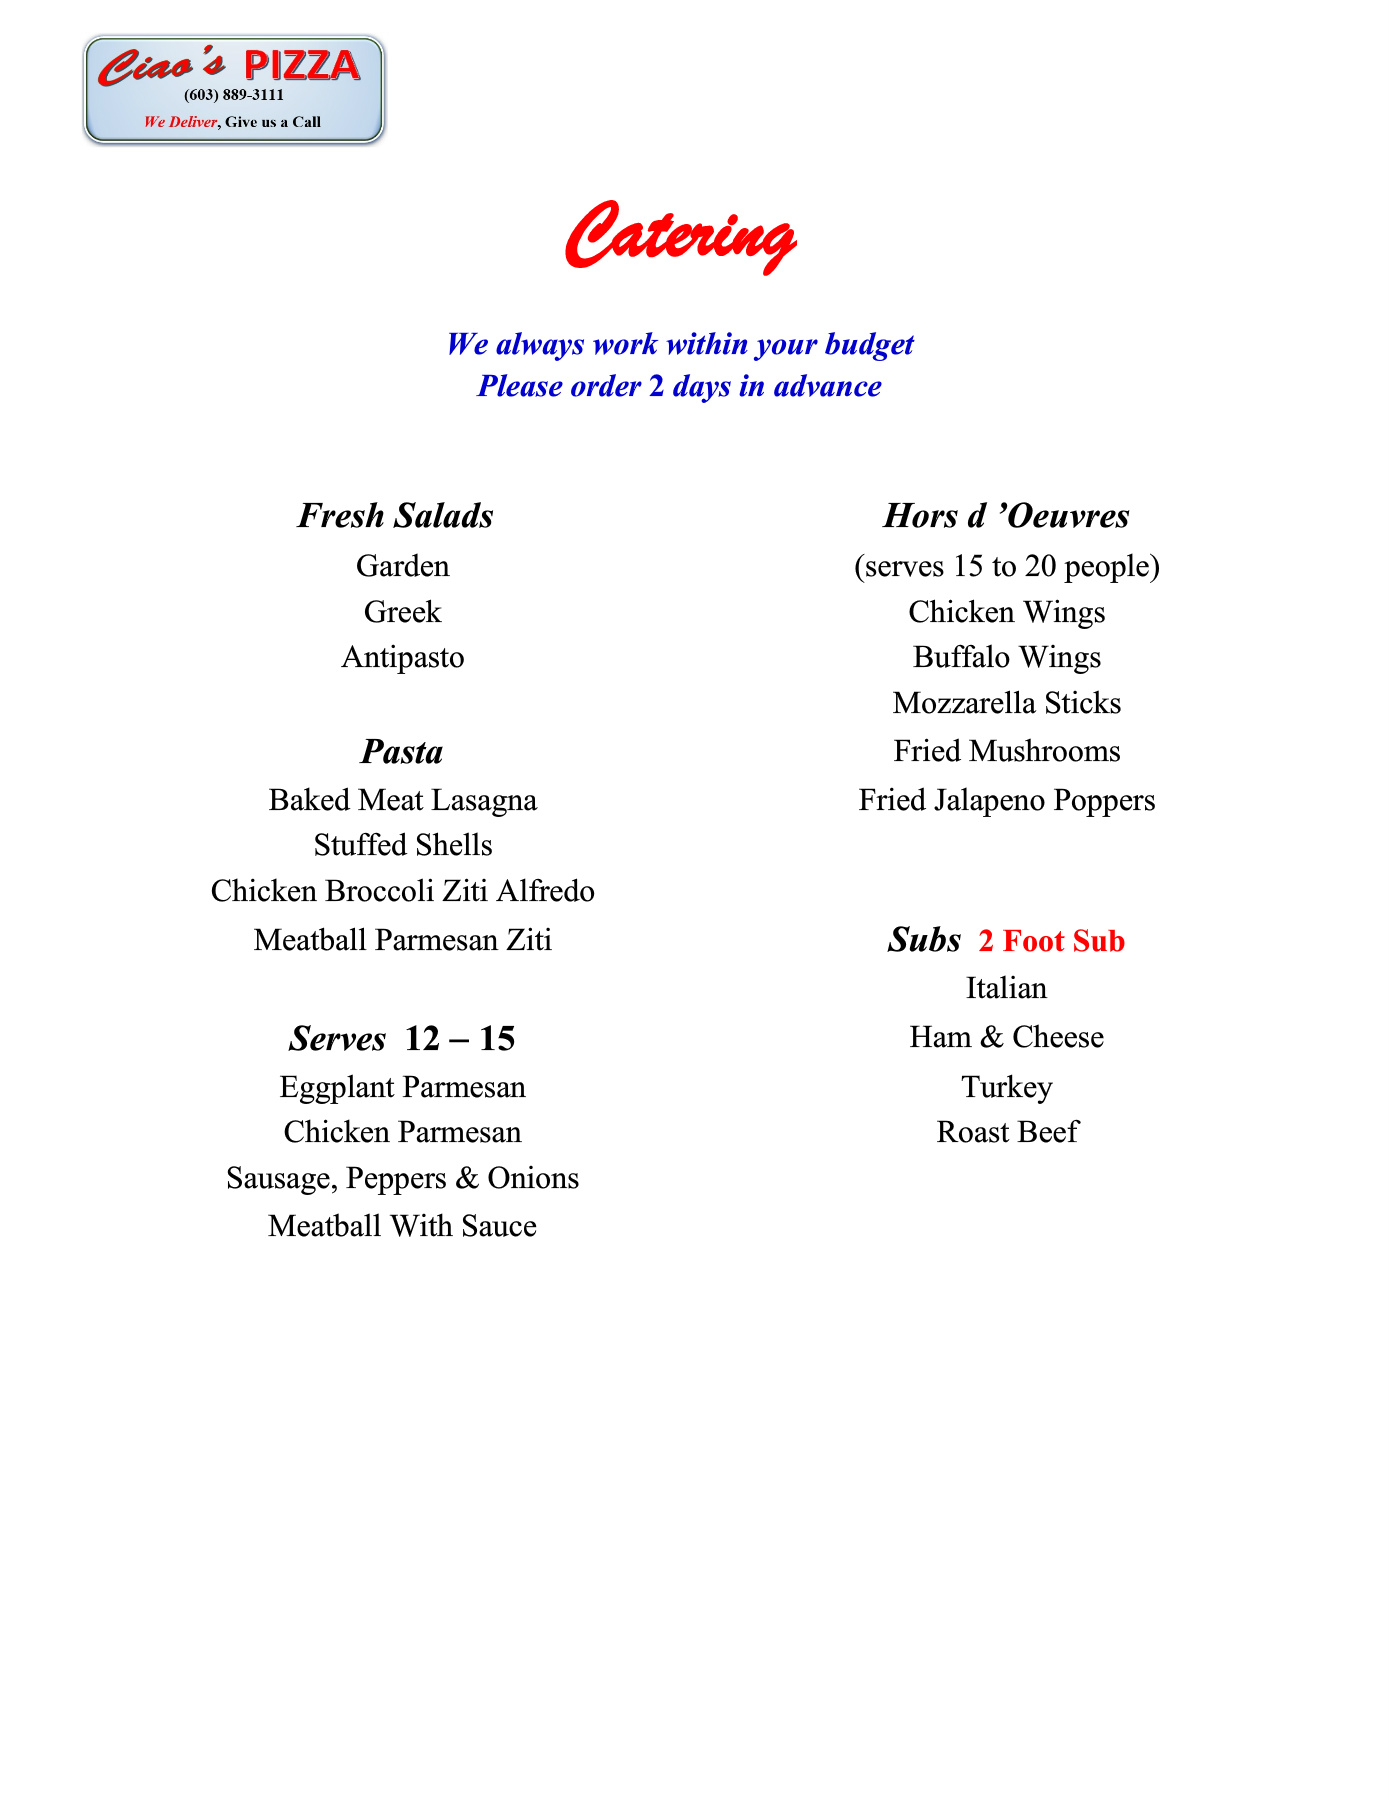 Ciao's PIZZA
(603) 889-3111
We Deliver, Give us a Call
Catering
We always work within your budget
Please order 2 days in advance
Fresh Salads
Garden
Greek
Antipasto
Pasta
Baked Meat Lasagna
Stuffed Shells
Chicken Broccoli Ziti Alfredo
Meatball Parmesan Ziti
Serves 12 – 15
Eggplant Parmesan
Chicken Parmesan
Sausage, Peppers & Onions
Meatball With Sauce
Hors d ’Oeuvres
(serves 15 to 20 people)
Chicken Wings
Buffalo Wings
Mozzarella Sticks
Fried Mushrooms
Fried Jalapeno Poppers
Subs 2 Foot Sub
Italian
Ham & Cheese
Turkey
Roast Beef